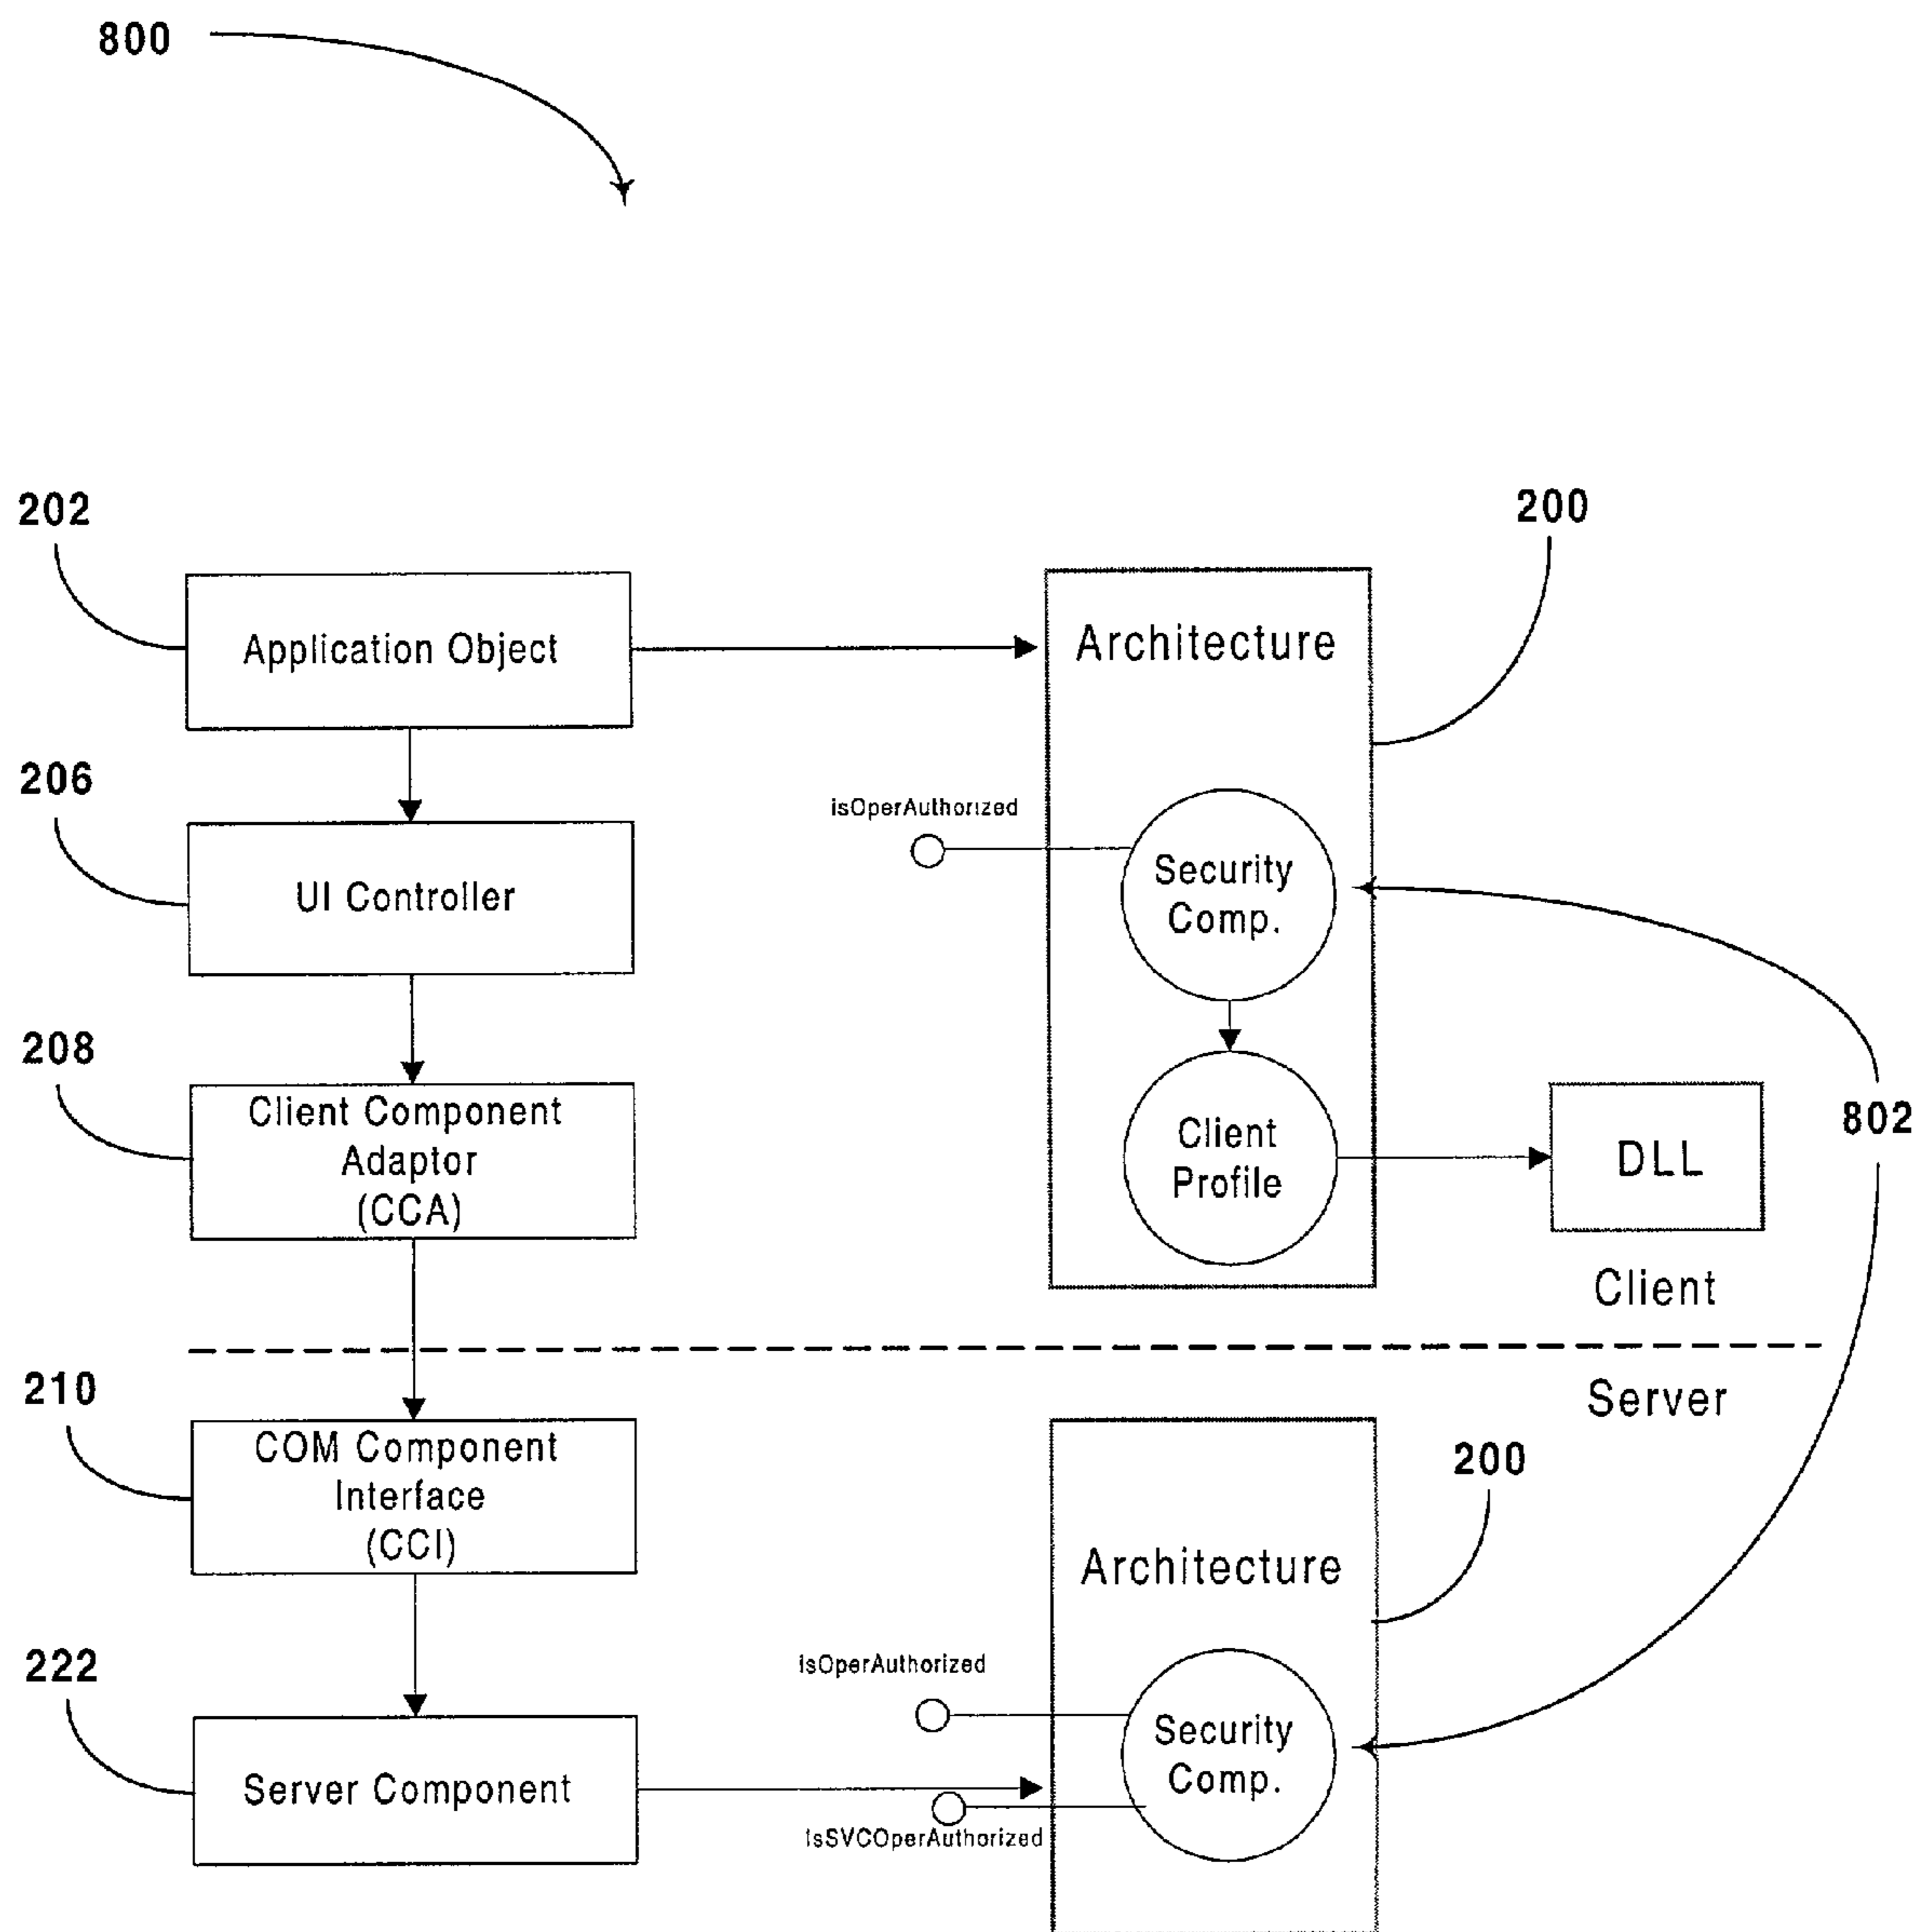 800
202
200
Application Object
Architecture
206
isOperAuthorized
UI Controller
Security
Comp.
208
Client Component
Adaptor
(CCA)
Client
Profile
DLL
802
Client
210
Server
COM Component
Interface
(CCI)
200
Architecture
222
isOperAuthorized
Security
Comp.
Server Component
isSVCOperAuthorized